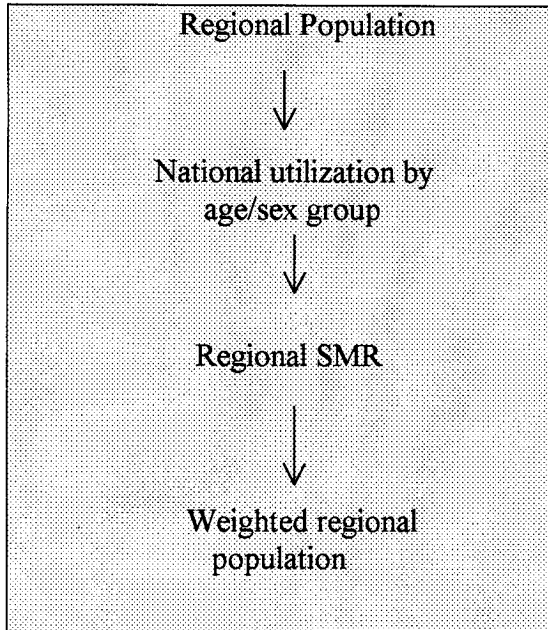 Regional Population
National utilization by
age/sex group
Regional SMR
Weighted regional
population